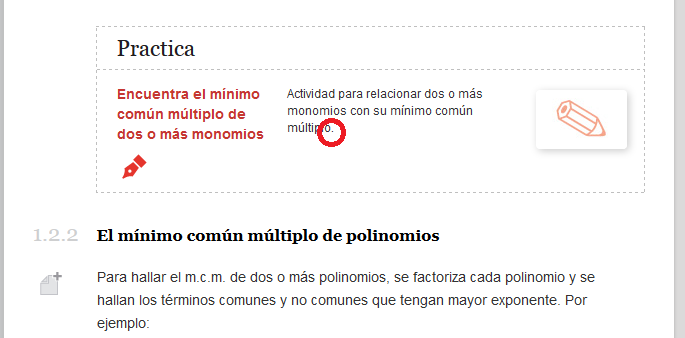 Practica
Encuentra el mínimo
común múltiplo de
dos o más monomios
Actividad para relacionar dos o más
monomios con su mínimo común
múltiplo.
1.2.2 El mínimo común múltiplo de polinomios
Para hallar el m.c.m. de dos o más polinomios, se factoriza cada polinomio y se
hallan los términos comunes y no comunes que tengan mayor exponente. Por
ejemplo: